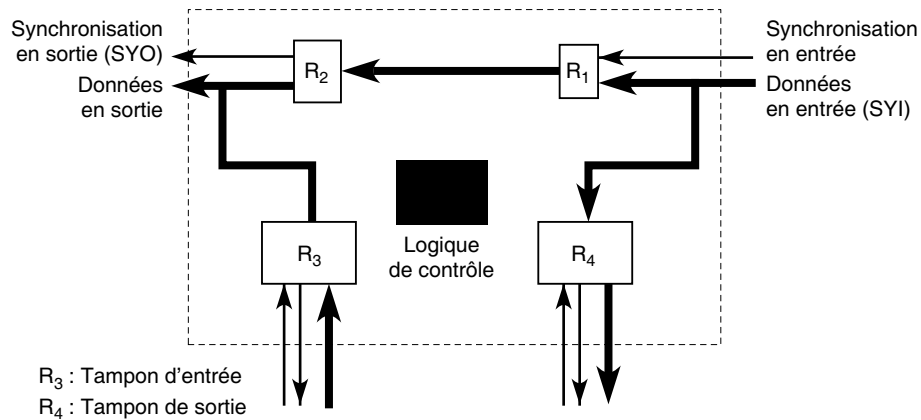 Synchronisation
en sortie (SYO)
Données
en sortie
R2
R1
Synchronisation
en entrée
Données
en entrée (SYI)
R3
Logique
de contrôle
R4
R3 : Tampon d'entrée
R4 : Tampon de sortie